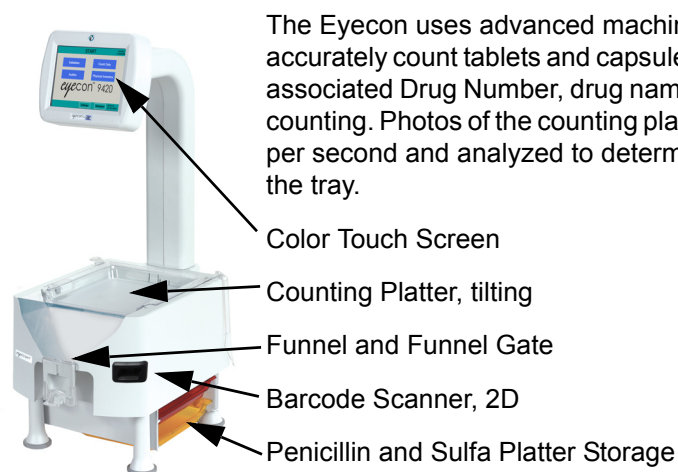 The Eyecon uses advanced machin
accurately count tablets and capsule
associated Drug Number, drug nam
counting. Photos of the counting pla
per second and analyzed to determ
the tray.
eyecon 9420
Color Touch Screen
Counting Platter, tilting
Funnel and Funnel Gate
Barcode Scanner, 2D
Penicillin and Sulfa Platter Storage